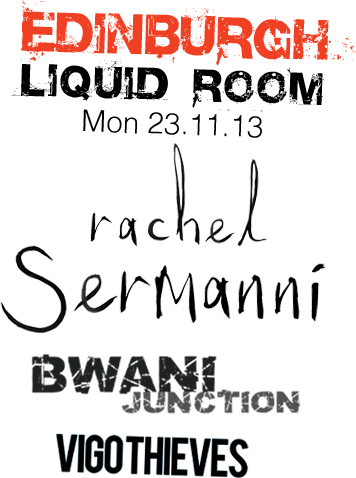 EDINBURGH
LIQUID ROOM
Mon 23.11.13
rachel
Sermanni
BWANI
JUNCTION
VIGO THIEVES